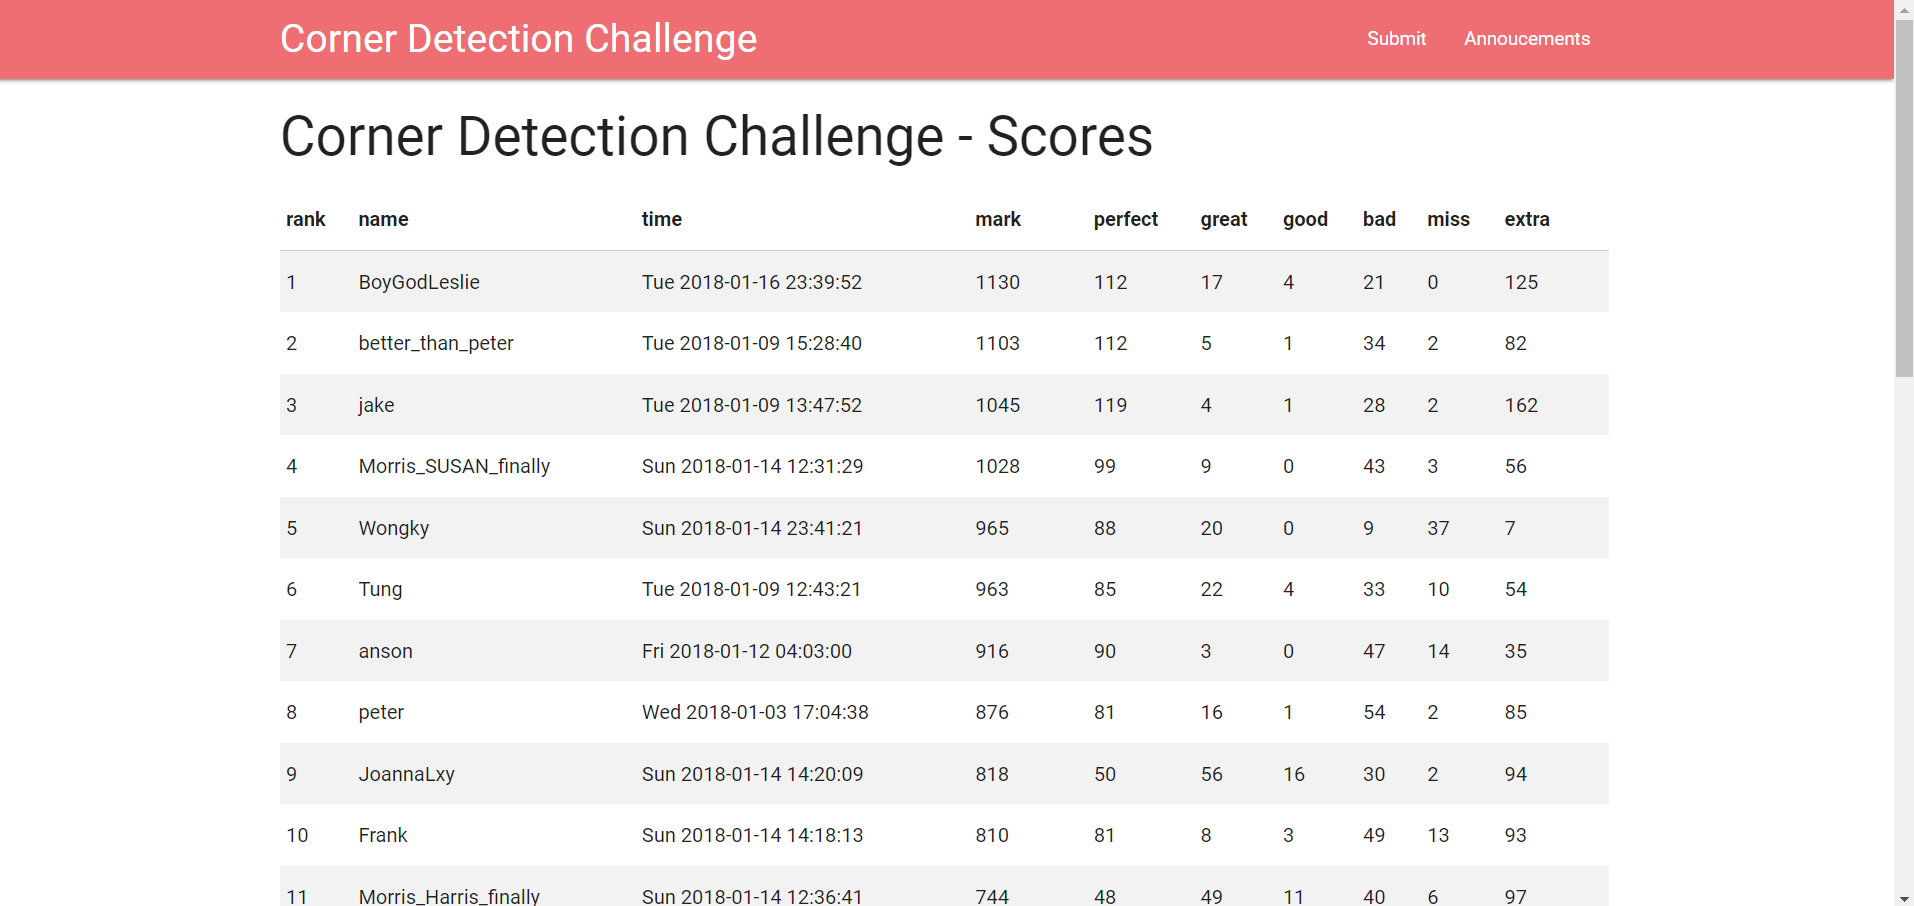 Corner Detection Challenge Submit Annoucements
Corner Detection Challenge - Scores
rank name time mark perfect great good bad miss extra
1 BoyGodLeslie Tue 2018-01-16 23:39:52 1130 112 17 4 21 0 125
2 better_than_peter Tue 2018-01-09 15:28:40 1103 112 5 1 34 2 82
3 jake Tue 2018-01-09 13:47:52 1045 119 4 1 28 2 162
4 Morris_SUSAN_finally Sun 2018-01-14 12:31:29 1028 99 9 0 43 3 56
5 Wongky Sun 2018-01-14 23:41:21 965 88 20 0 9 37 7
6 Tung Tue 2018-01-09 12:43:21 963 85 22 4 33 10 54
7 anson Fri 2018-01-12 04:03:00 916 90 3 0 47 14 35
8 peter Wed 2018-01-03 17:04:38 876 81 16 1 54 2 85
9 JoannaLxy Sun 2018-01-14 14:20:09 818 50 56 16 30 2 94
10 Frank Sun 2018-01-14 14:18:13 810 81 8 3 49 13 93
11 Morris_Harris_finally Sun 2018-01-14 12:36:41 744 48 49 11 40 6 97